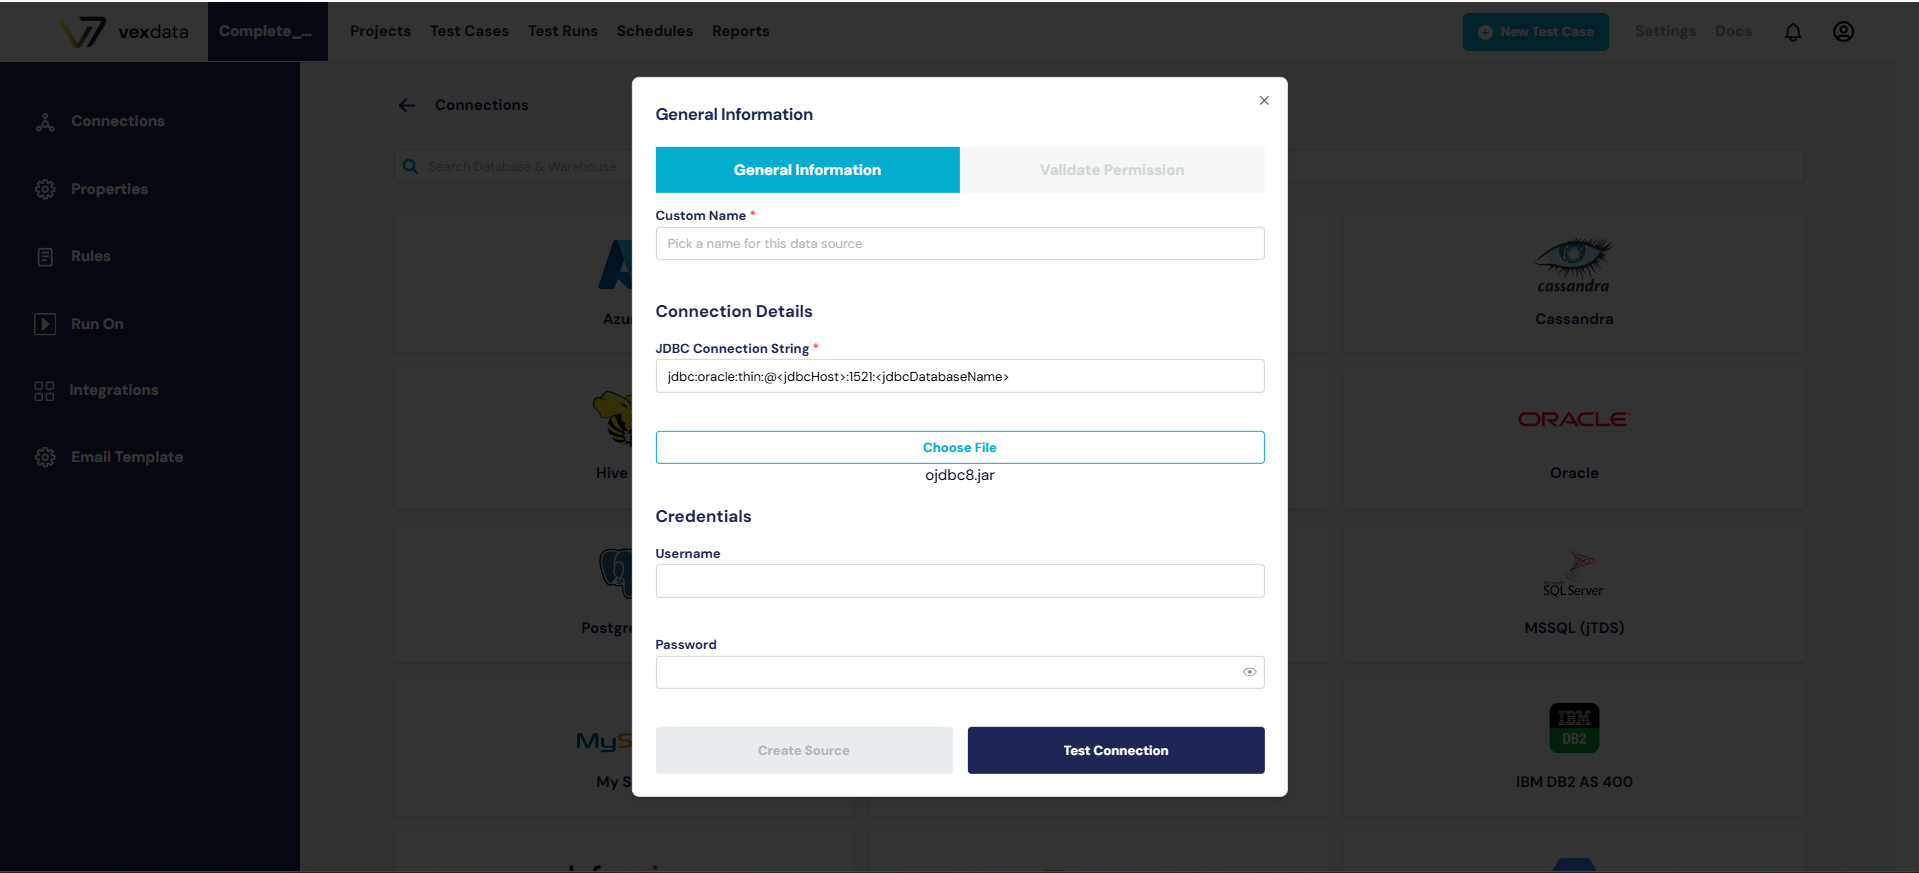 vexdata
Complete_...
Projects
Test Cases
Test Runs
Schedules
Reports
New Test Case
Settings
Docs
Connections
Properties
Rules
Run On
Integrations
Email Template
Connections
Search Database & Warehouse
General Information
General Information
Validate Permission
Custom Name *
Pick a name for this data source
Connection Details
JDBC Connection String *
jdbc:oracle:thin:@<jdbcHost>:1521:<jdbcDatabaseName>
Choose File
ojdbc8.jar
Credentials
Username
Password
Create Source
Test Connection
cassandra
Cassandra
Hive
ORACLE
Oracle
SQL Server
MSSQL (jTDS)
IBM
DB2
My S
IBM DB2 AS 400